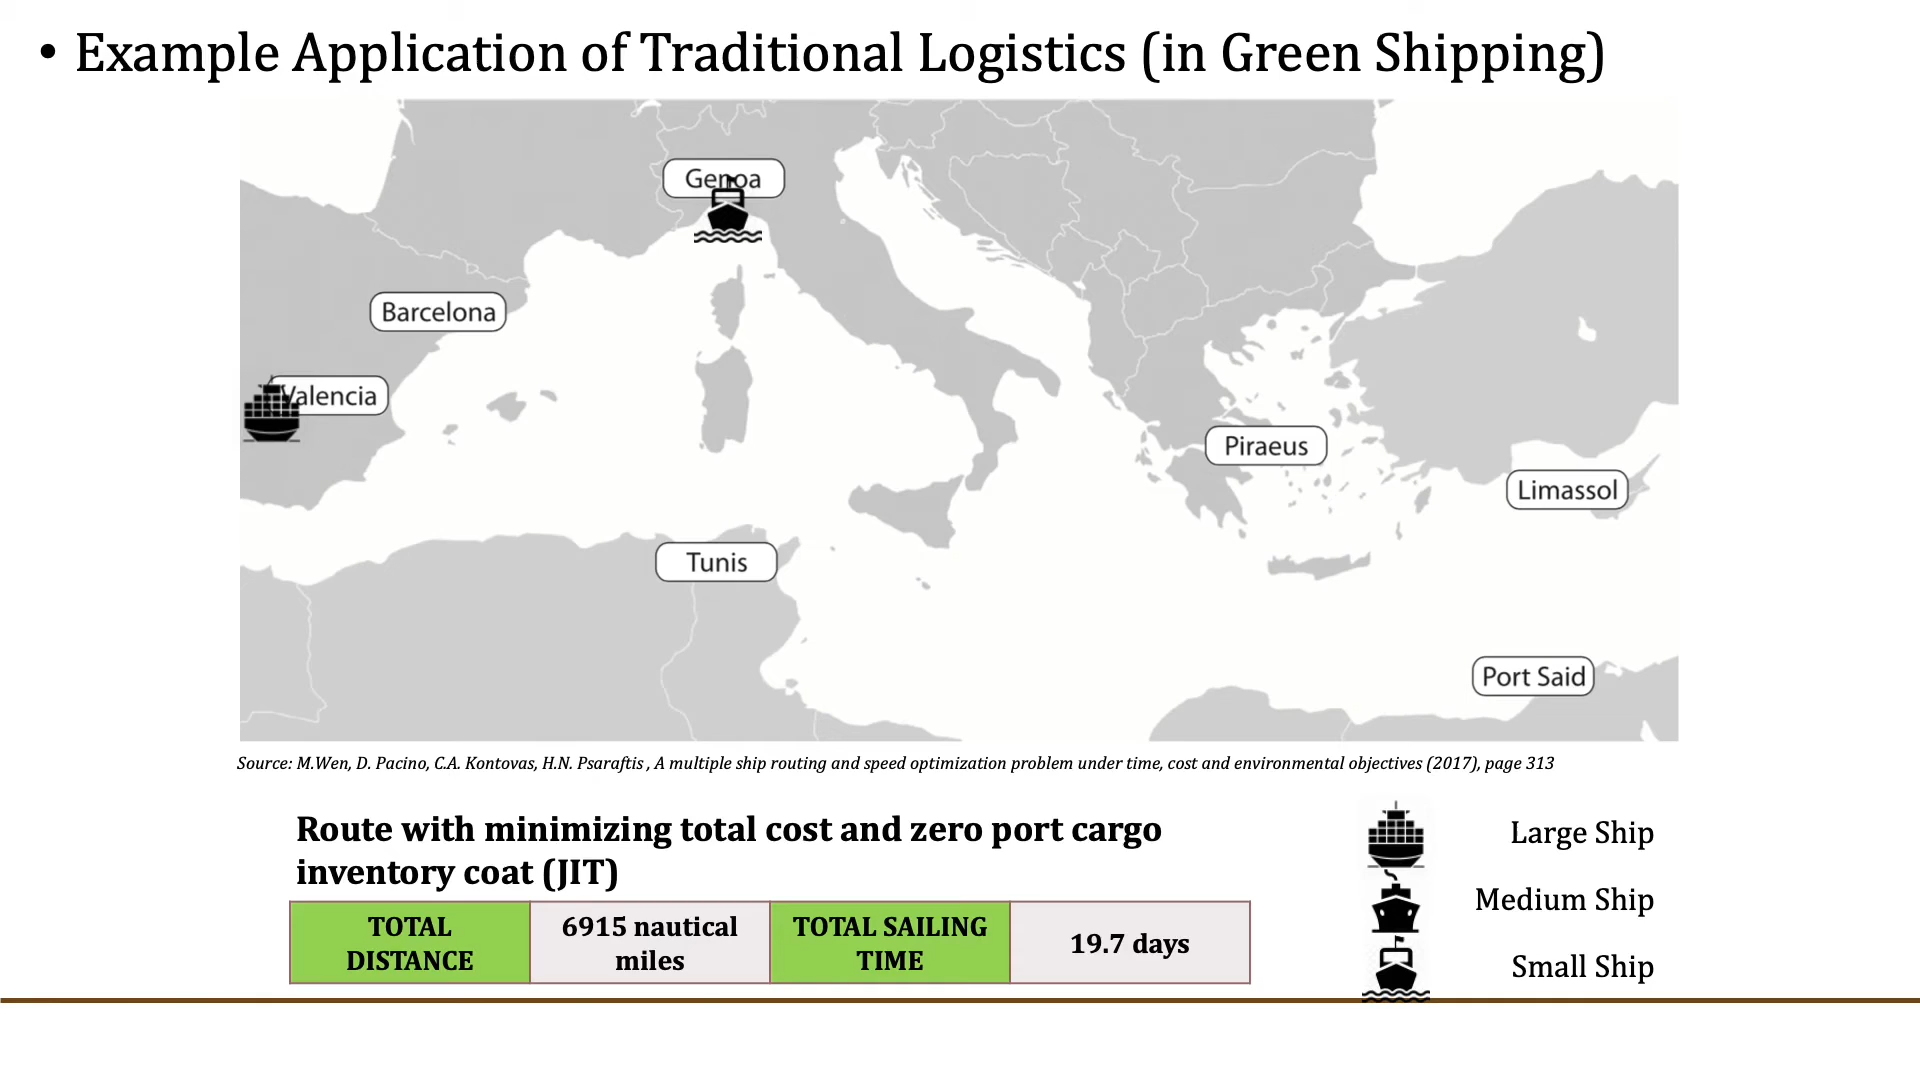 • Example Application of Traditional Logistics (in Green Shipping)
Genoa
Barcelona
Valencia
Piraeus
Limassol
Tunis
Port Said
Source: M.Wen, D. Pacino, C.A. Kontovas, H.N. Psaraftis , A multiple ship routing and speed optimization problem under time, cost and environmental objectives (2017), page 313
Route with minimizing total cost and zero port cargo
inventory coat (JIT)
TOTAL
DISTANCE
6915 nautical
miles
TOTAL SAILING
TIME
19.7 days
Large Ship
Medium Ship
Small Ship